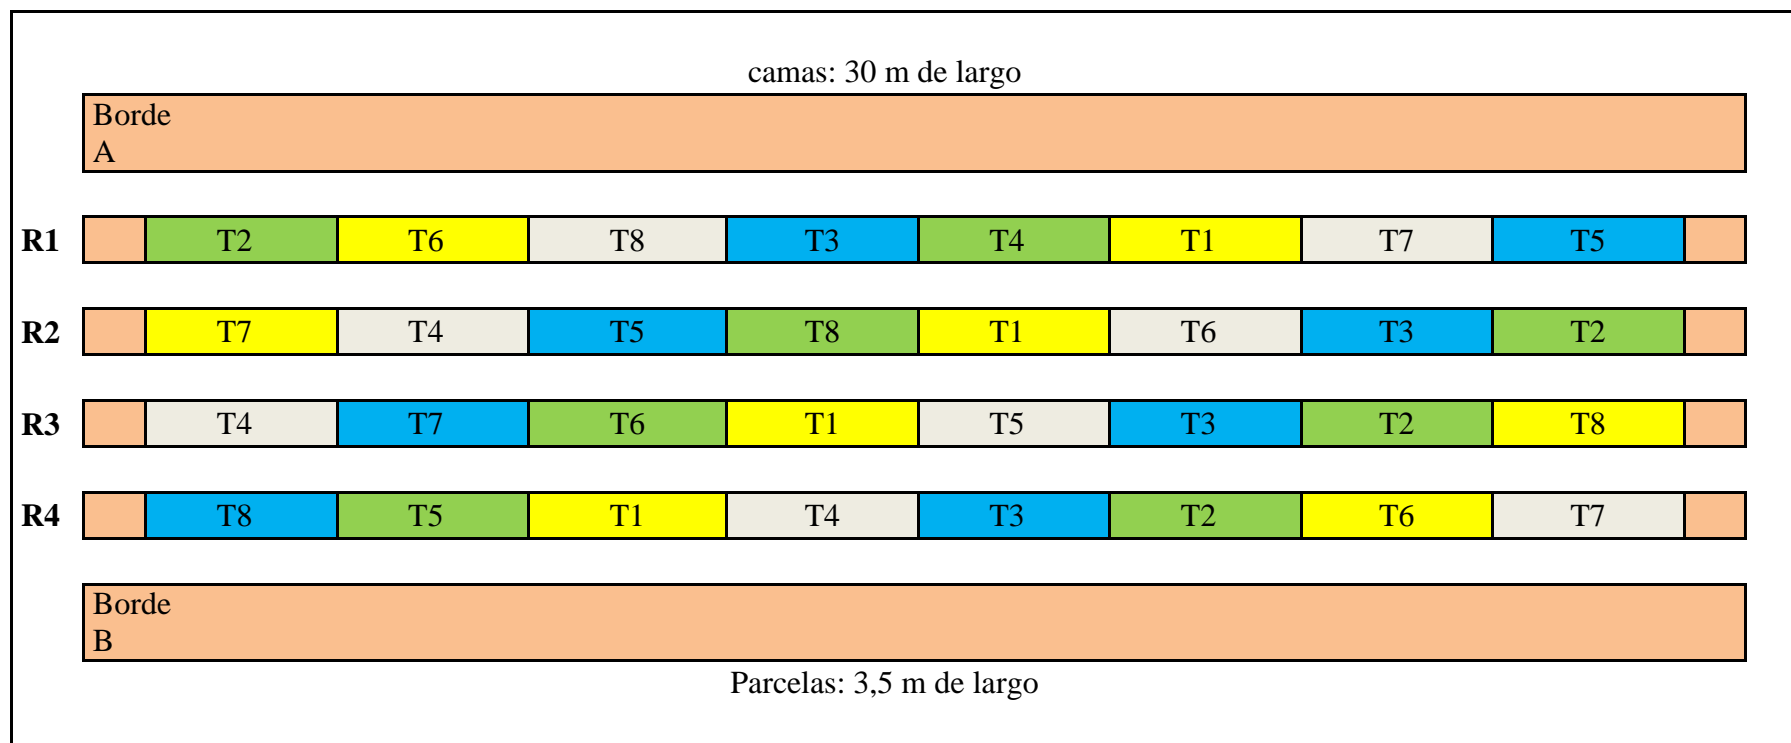 camas: 30 m de largo
Borde
A
R1 T2 T6 T8 T3 T4 T1 T7 T5
R2 T7 T4 T5 T8 T1 T6 T3 T2
R3 T4 T7 T6 T1 T5 T3 T2 T8
R4 T8 T5 T1 T4 T3 T2 T6 T7
Borde
B
Parcelas: 3,5 m de largo